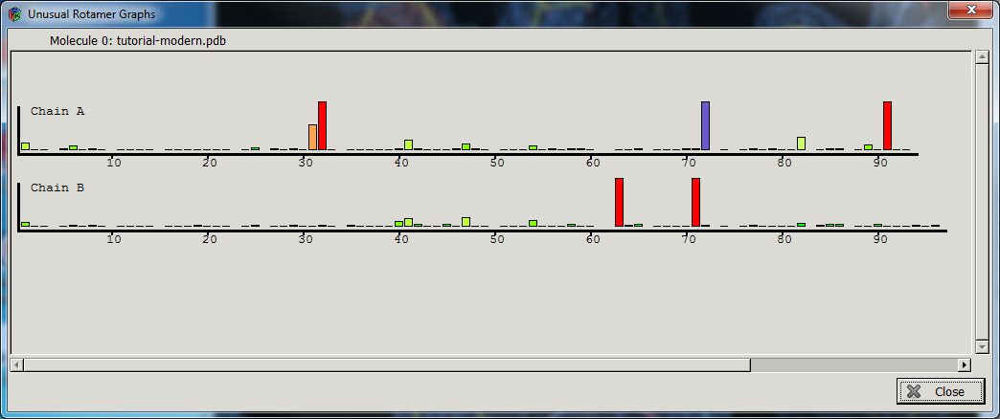 Unusual Rotamer Graphs
Molecule 0: tutorial-modern.pdb
Chain A
10 20 30 40 50 60 70 80 90
Chain B
10 20 30 40 50 60 70 80 90
Close